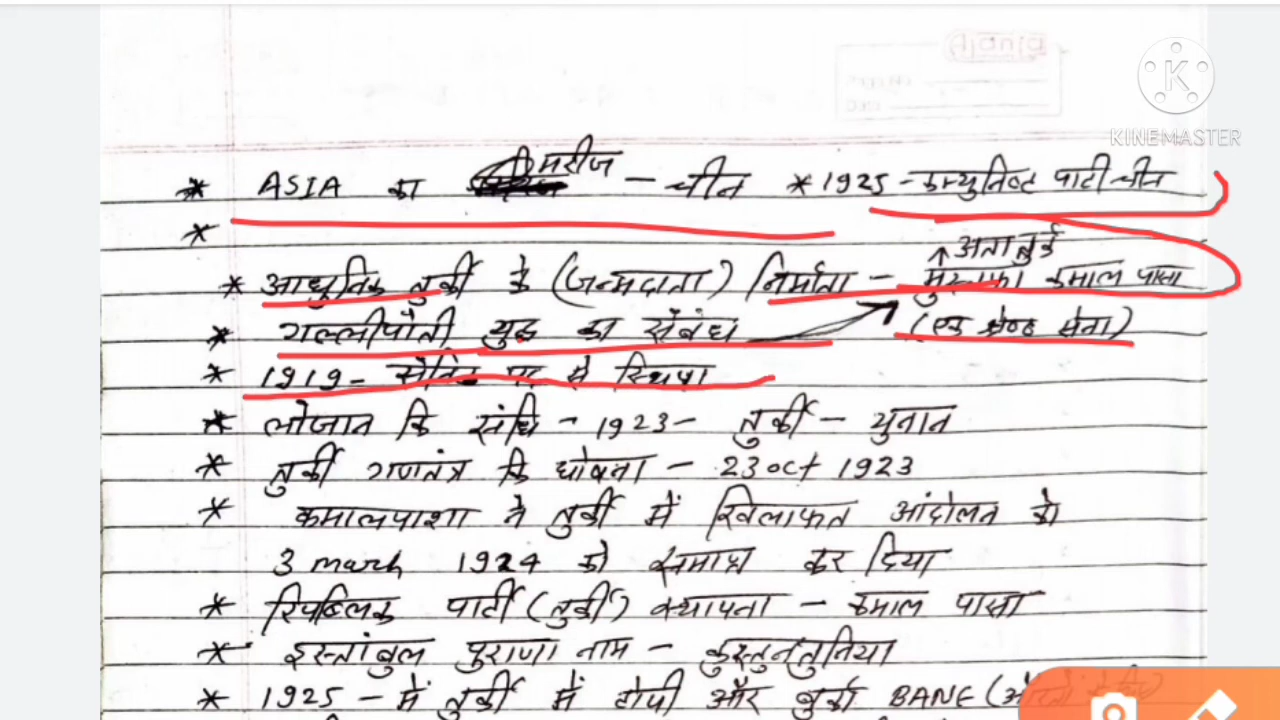 KINEMASTER
* ASIA का मरीज - चीन * 1925 - कम्युनिस्ट पार्टी चीन
*
अतातुर्क
* आधुनिक तुर्की के (जन्मदाता) निर्माता - मुस्तफा कमाल पासा
* गल्लीपौली युद्ध का संबंध (एक श्रेष्ठ सेना)
* 1919 - सैनिक पद से स्थिपा
* लोजान कि संधि - 1923 - तुर्की - युनान
* तुर्की गणतंत्र कि घोषना - 23 oct 1923
* कमालपाशा ने तुर्की में खिलाफत आंदोलन को
3 march 1924 को समाप्त कर दिया
* रिपब्लिक पार्टी (तुर्की) स्थापना - कमाल पासा
* इस्तांबुल पुराणा नाम - कुस्तुनतुनिया
* 1925 - में तुर्की में टोपी और बुर्का BANE